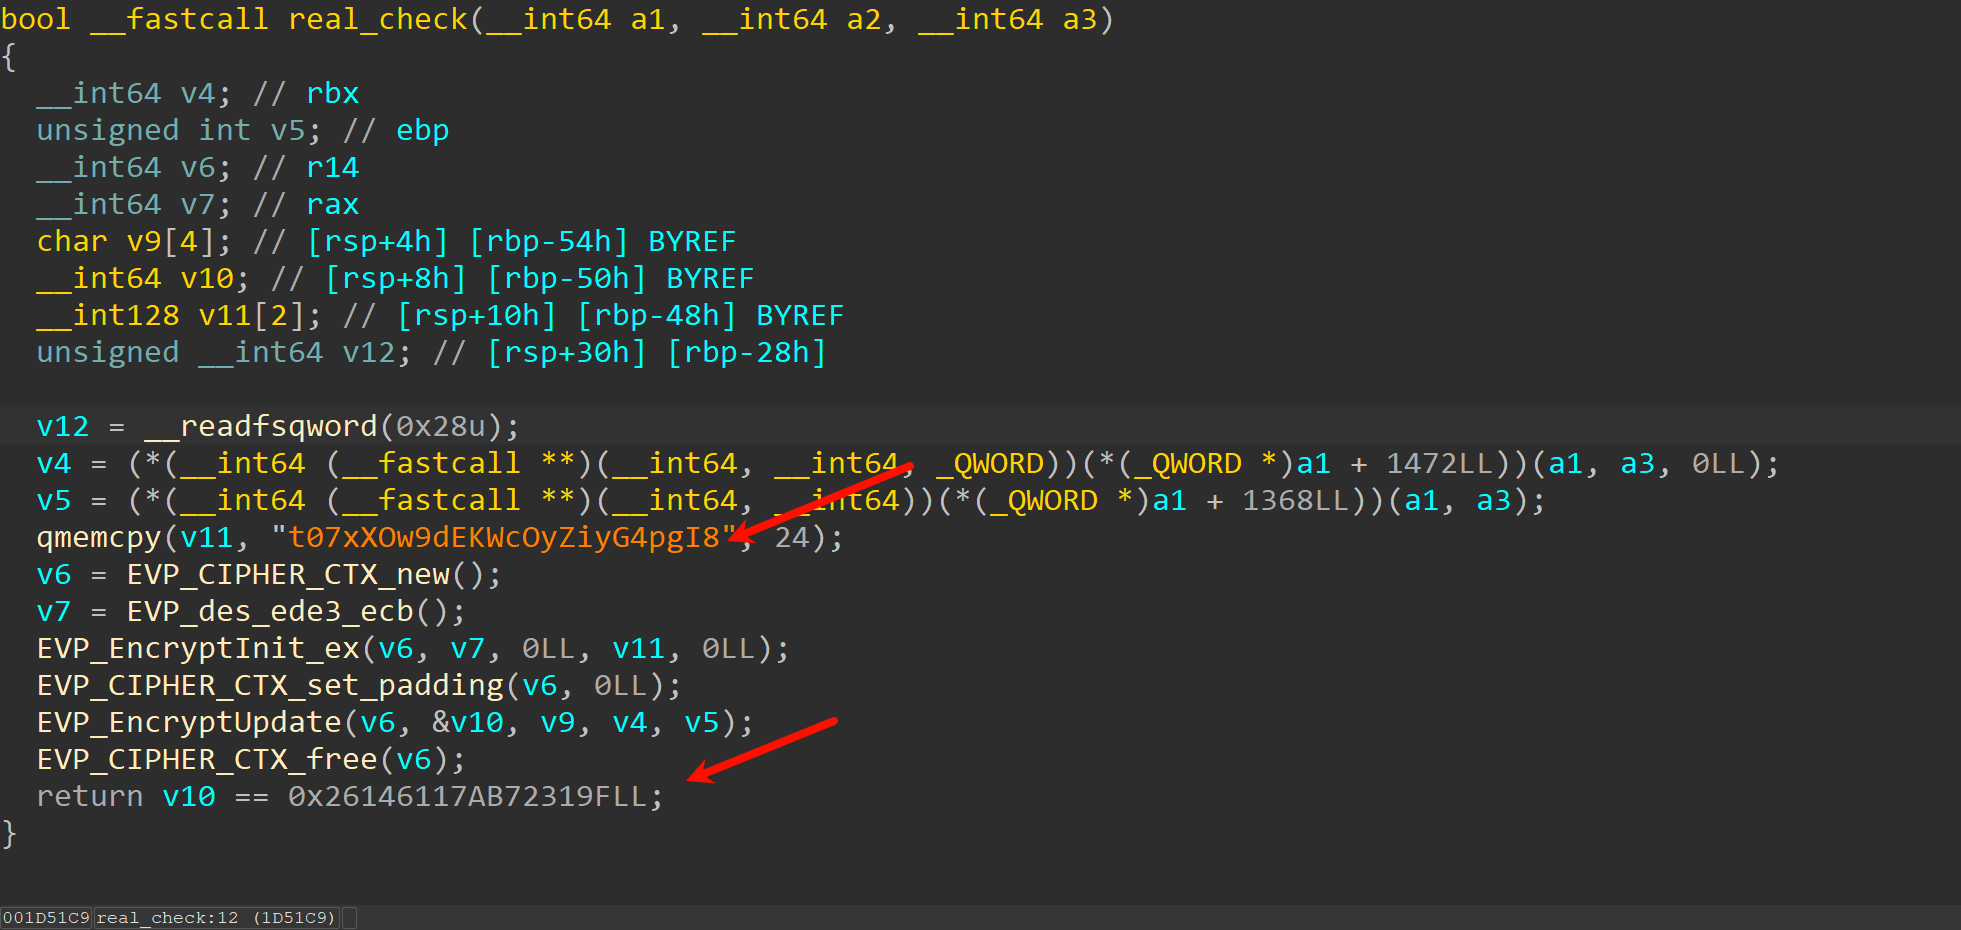 bool __fastcall real_check(__int64 a1, __int64 a2, __int64 a3)
{
__int64 v4; // rbx
unsigned int v5; // ebp
__int64 v6; // r14
__int64 v7; // rax
char v9[4]; // [rsp+4h] [rbp-54h] BYREF
__int64 v10; // [rsp+8h] [rbp-50h] BYREF
__int128 v11[2]; // [rsp+10h] [rbp-48h] BYREF
unsigned __int64 v12; // [rsp+30h] [rbp-28h]
v12 = __readfsqword(0x28u);
v4 = (*(__int64 (__fastcall **)(__int64, __int64, _QWORD))(*(_QWORD *)a1 + 1472LL))(a1, a3, 0LL);
v5 = (*(__int64 (__fastcall **)(__int64, __int64))(*(_QWORD *)a1 + 1368LL))(a1, a3);
qmemcpy(v11, "t07xXOw9dEKWcOyZiyG4pgI8", 24);
v6 = EVP_CIPHER_CTX_new();
v7 = EVP_des_ede3_ecb();
EVP_EncryptInit_ex(v6, v7, 0LL, v11, 0LL);
EVP_CIPHER_CTX_set_padding(v6, 0LL);
EVP_EncryptUpdate(v6, &v10, v9, v4, v5);
EVP_CIPHER_CTX_free(v6);
return v10 == 0x26146117AB72319FLL;
}
001D51C9 real_check:12 (1D51C9)